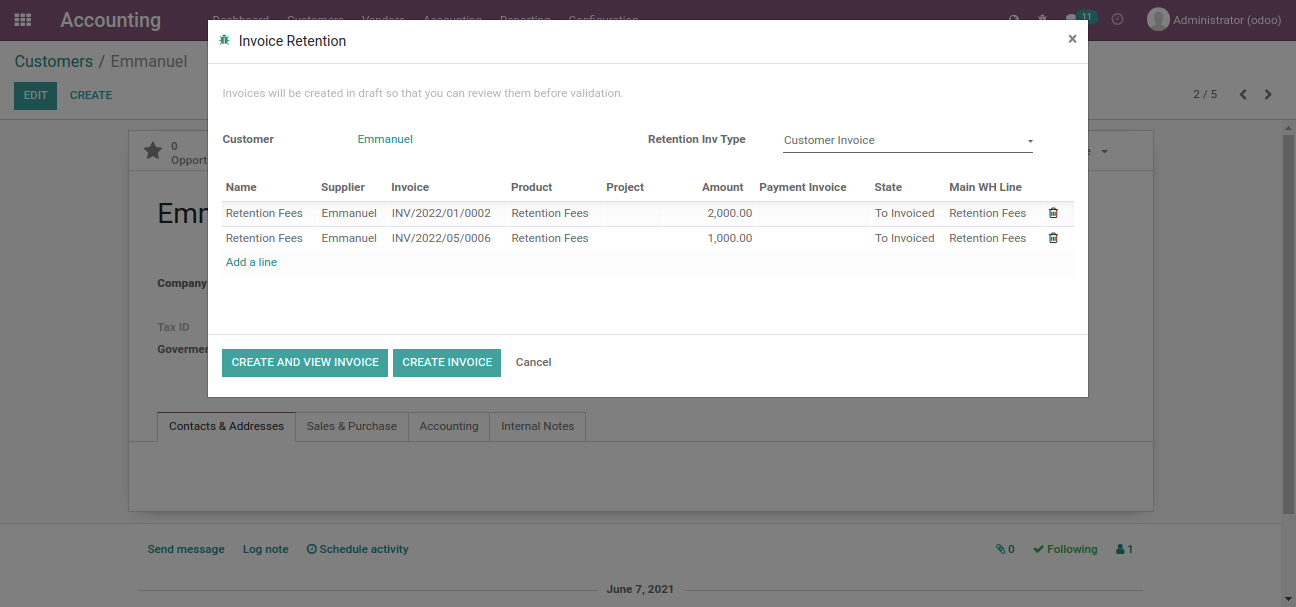 Accounting Dashboard Customers Vendors Accounting Reporting Configuration 11 Administrator (odoo)
Invoice Retention ×
Customers / Emmanuel
EDIT CREATE 2 / 5
Invoices will be created in draft so that you can review them before validation.
Customer Emmanuel Retention Inv Type Customer Invoice
0
Opport
Name Supplier Invoice Product Project Amount Payment Invoice State Main WH Line
Retention Fees Emmanuel INV/2022/01/0002 Retention Fees 2,000.00 To Invoiced Retention Fees
Retention Fees Emmanuel INV/2022/05/0006 Retention Fees 1,000.00 To Invoiced Retention Fees
Add a line
Emm
Company
Tax ID
Govermen
CREATE AND VIEW INVOICE CREATE INVOICE Cancel
Contacts & Addresses Sales & Purchase Accounting Internal Notes
Send message Log note Schedule activity 0 Following 1
June 7, 2021